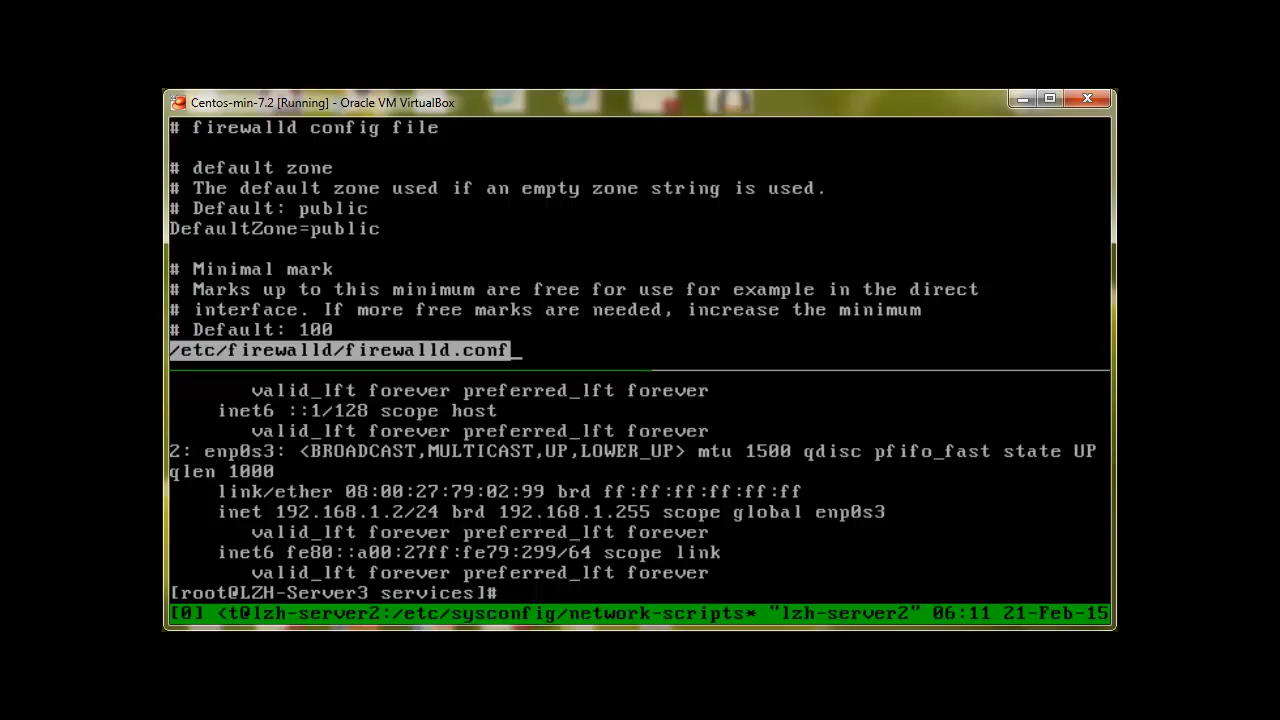 Centos-min-7.2 [Running] - Oracle VM VirtualBox
# firewalld config file
# default zone
# The default zone used if an empty zone string is used.
# Default: public
DefaultZone=public
# Minimal mark
# Marks up to this minimum are free for use for example in the direct
# interface. If more free marks are needed, increase the minimum
# Default: 100
/etc/firewalld/firewalld.conf_
valid_lft forever preferred_lft forever
inet6 ::1/128 scope host
valid_lft forever preferred_lft forever
2: enp0s3: <BROADCAST,MULTICAST,UP,LOWER_UP> mtu 1500 qdisc pfifo_fast state UP
qlen 1000
link/ether 08:00:27:79:02:99 brd ff:ff:ff:ff:ff:ff
inet 192.168.1.2/24 brd 192.168.1.255 scope global enp0s3
valid_lft forever preferred_lft forever
inet6 fe80::a00:27ff:fe79:299/64 scope link
valid_lft forever preferred_lft forever
[root@LZH-Server3 services]#
[0] <t@lzh-server2:/etc/sysconfig/network-scripts* "lzh-server2" 06:11 21-Feb-15